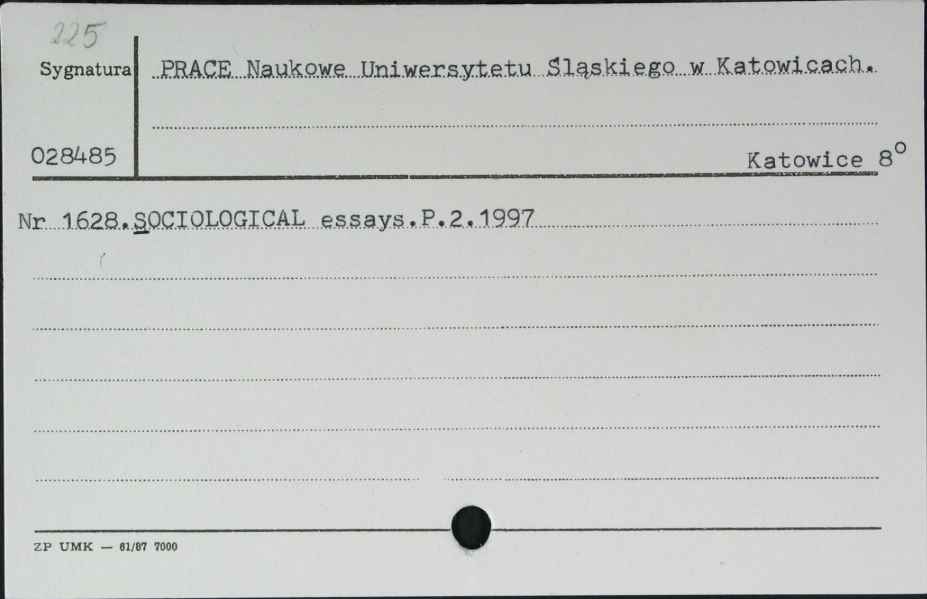 225
Sygnatura PRACE Naukowe Uniwersytetu Śląskiego w Katowicach.
028485 Katowice 8°
Nr 1628.SOCIOLOGICAL essays.P.2.1997
ZP UMK — 61/87 7000